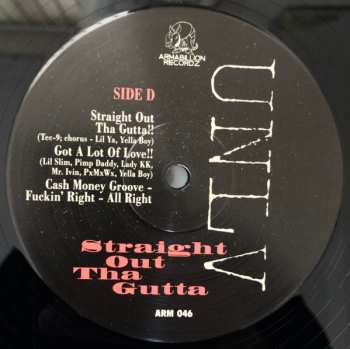 ARMABILLION
RECORDZ
SIDE D
Straight Out
Tha Gutta!!
(Tec-9; chorus - Lil Ya, Yella Boy)
Got A Lot Of Love!!
(Lil Slim, Pimp Daddy, Lady KK,
Mr. Ivin, PxMxWx, Yella Boy)
Cash Money Groove -
Fuckin' Right - All Right
UNLV
Straight
Out
Tha
Gutta
ARM 046